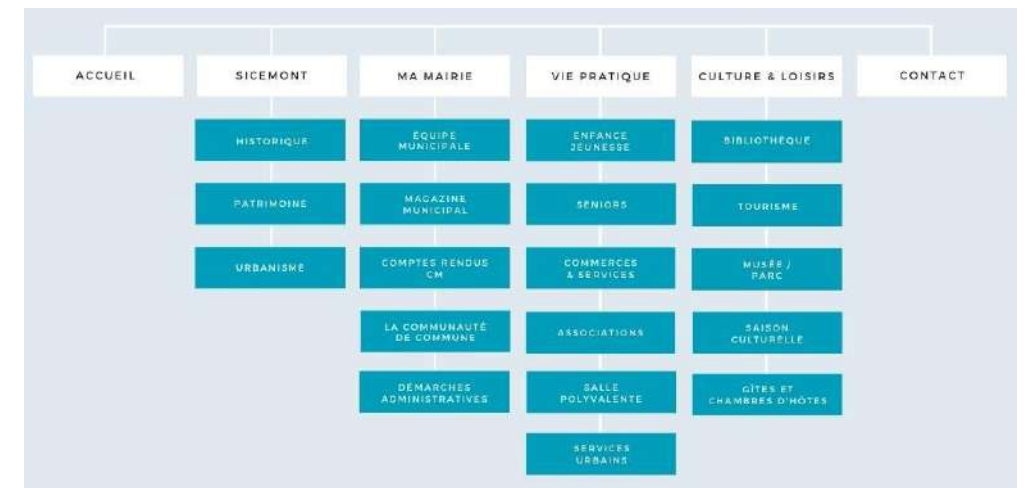 ACCUEIL
SICEMONT
MA MAIRIE
VIE PRATIQUE
CULTURE & LOISIRS
CONTACT
HISTORIQUE
PATRIMOINE
URBANISME
ÉQUIPE
MUNICIPALE
MAGAZINE
MUNICIPAL
COMPTES RENDUS
CM
LA COMMUNAUTÉ
DE COMMUNE
DÉMARCHES
ADMINISTRATIVES
ENFANCE
JEUNESSE
SÉNIORS
COMMERCES
& SERVICES
ASSOCIATIONS
SALLE
POLYVALENTE
SERVICES
URBAINS
BIBLIOTHÈQUE
TOURISME
MUSÉE /
PARC
SAISON
CULTURELLE
GÎTES ET
CHAMBRES D'HÔTES